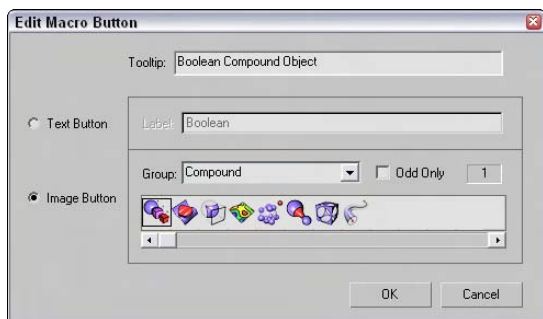 Edit Macro Button
Tooltip: Boolean Compound Object
Text Button
Label: Boolean
Group: Compound
Odd Only
1
Image Button
OK
Cancel